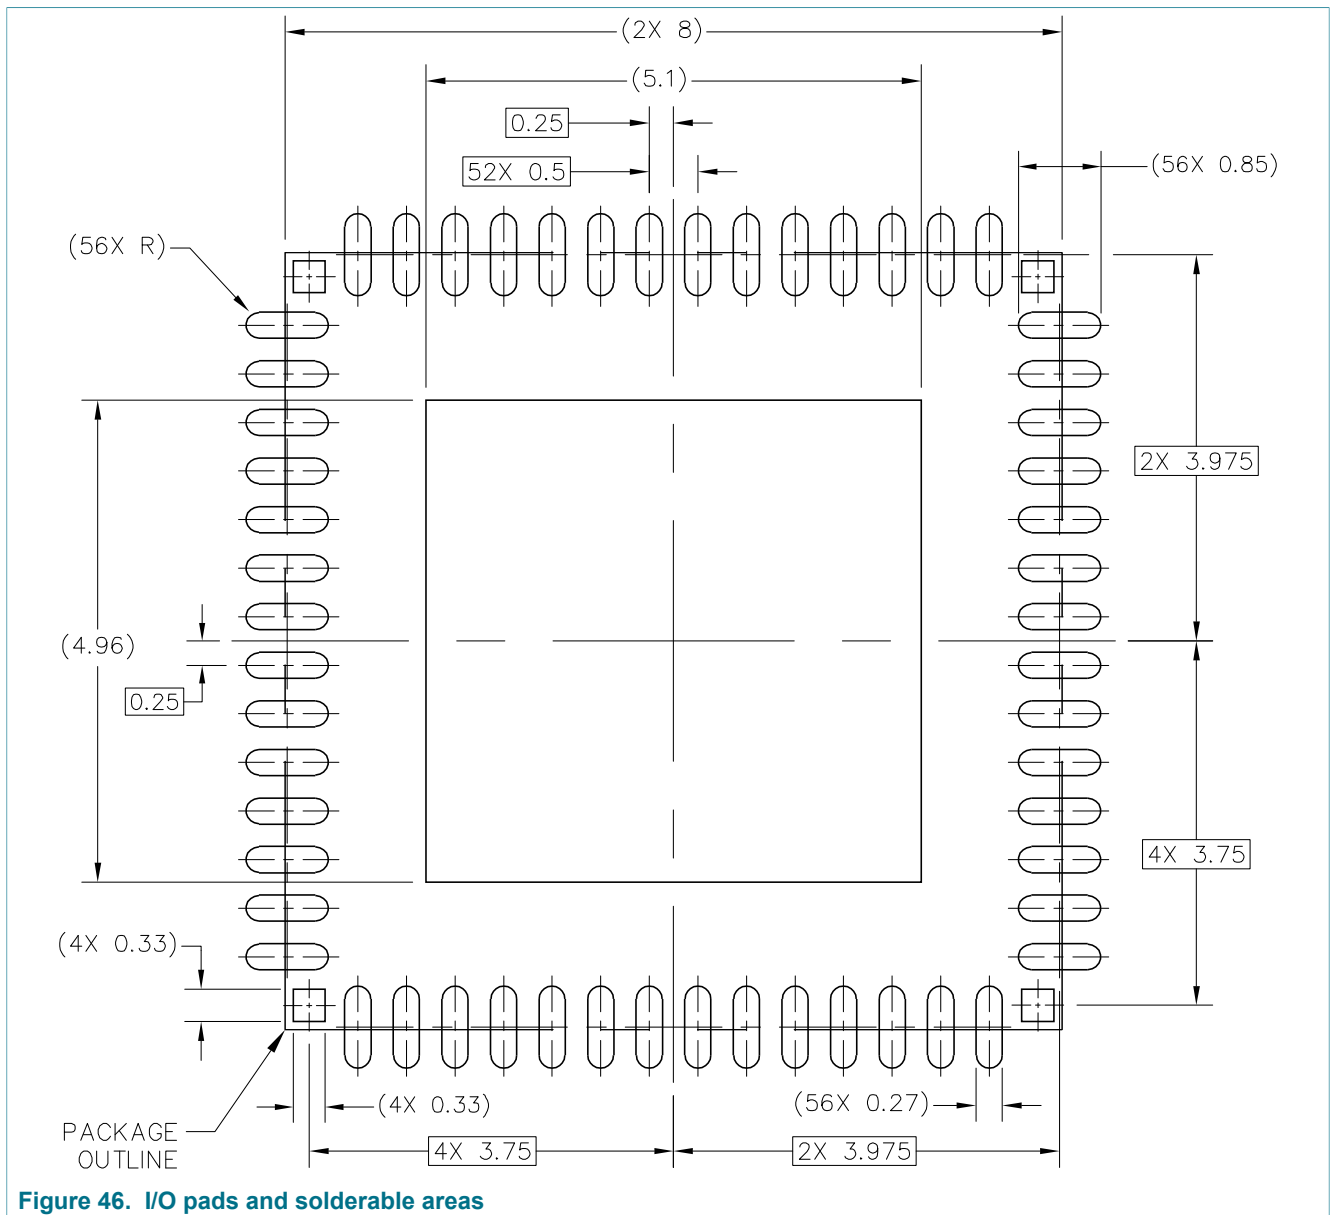 (2X 8)
(5.1)
0.25
52X 0.5
(56X 0.85)
(56X R)
2X 3.975
(4.96)
0.25
4X 3.75
(4X 0.33)
(4X 0.33)
(56X 0.27)
PACKAGE
OUTLINE
4X 3.75
2X 3.975
Figure 46. I/O pads and solderable areas